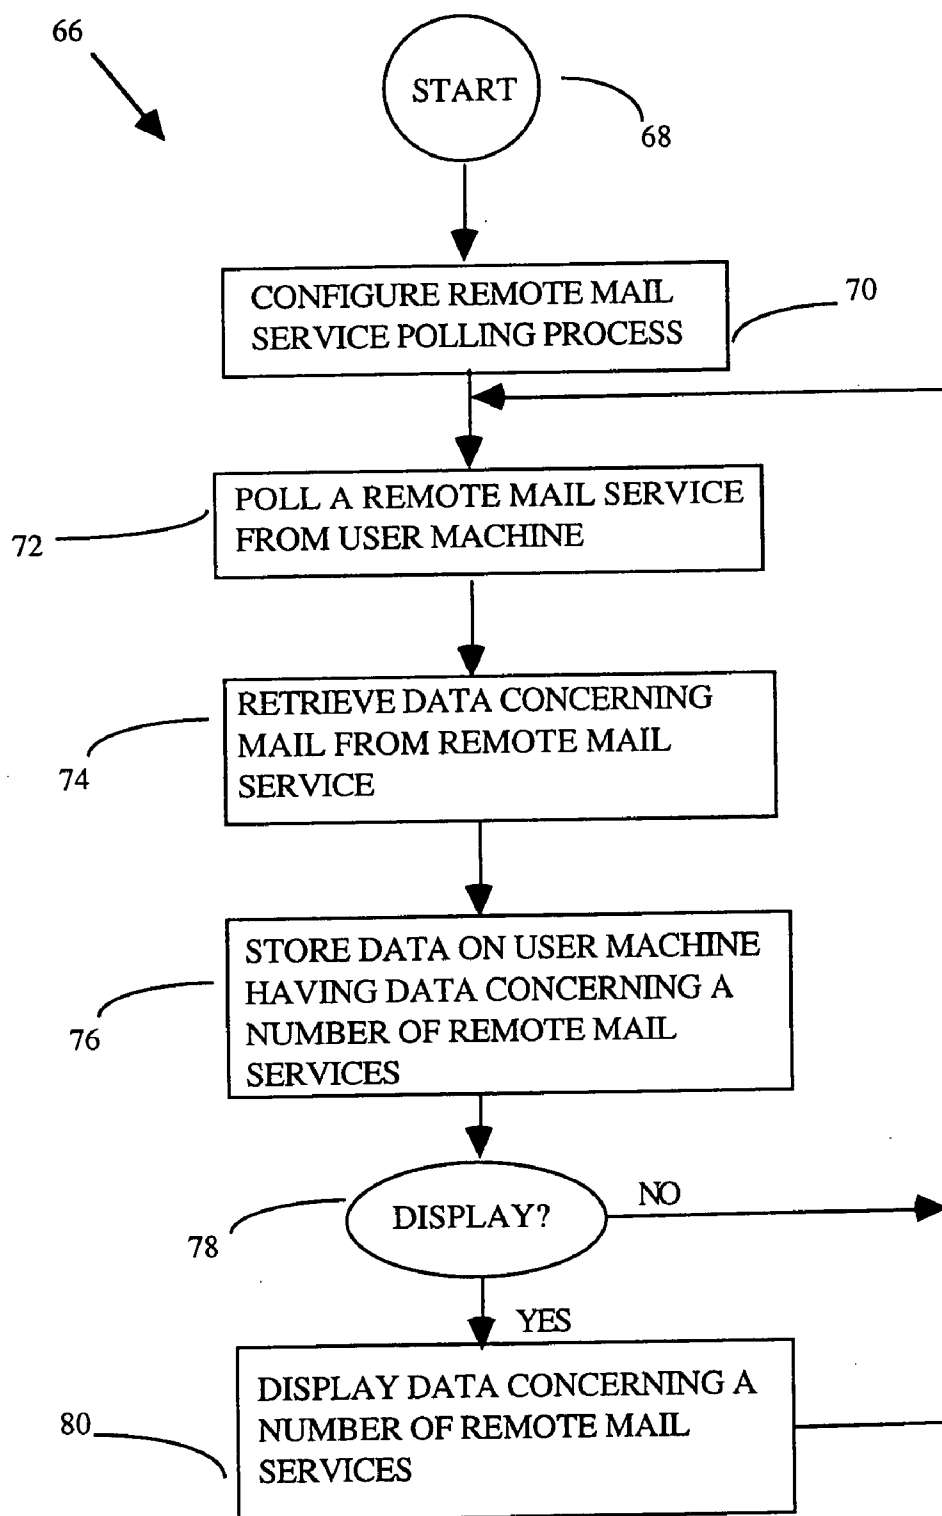 66
START
68
CONFIGURE REMOTE MAIL
SERVICE POLLING PROCESS
70
POLL A REMOTE MAIL SERVICE
FROM USER MACHINE
72
RETRIEVE DATA CONCERNING
MAIL FROM REMOTE MAIL
SERVICE
74
STORE DATA ON USER MACHINE
HAVING DATA CONCERNING A
NUMBER OF REMOTE MAIL
SERVICES
76
DISPLAY?
NO
78
YES
DISPLAY DATA CONCERNING A
NUMBER OF REMOTE MAIL
SERVICES
80